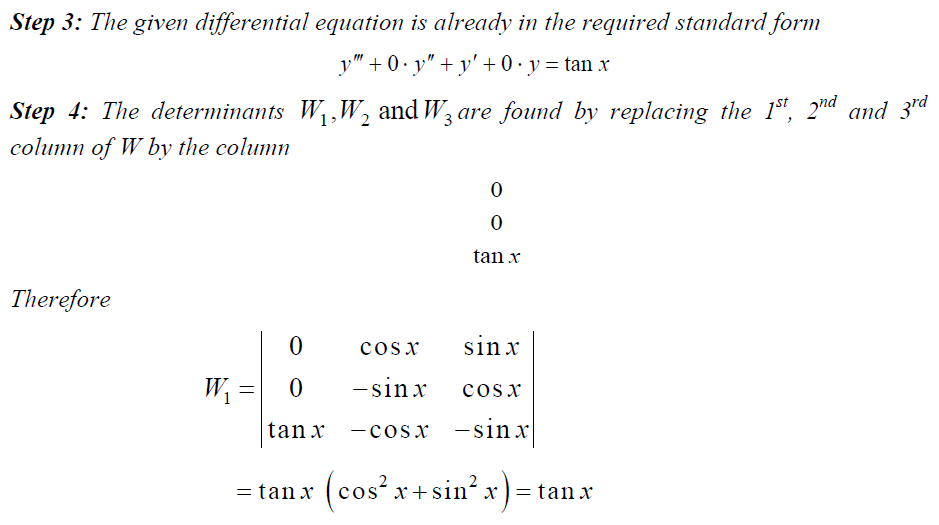 Step 3: The given differential equation is already in the required standard form
y‴ + 0· y″ + y′ + 0· y = tan x
Step 4: The determinants W₁, W₂ and W₃ are found by replacing the 1ˢᵗ, 2ⁿᵈ and 3ʳᵈ
column of W by the column
0
0
tan x
Therefore
0 cos x sin x
W₁ = 0 −sin x cos x
tan x −cos x −sin x
= tan x (cos² x + sin² x) = tan x